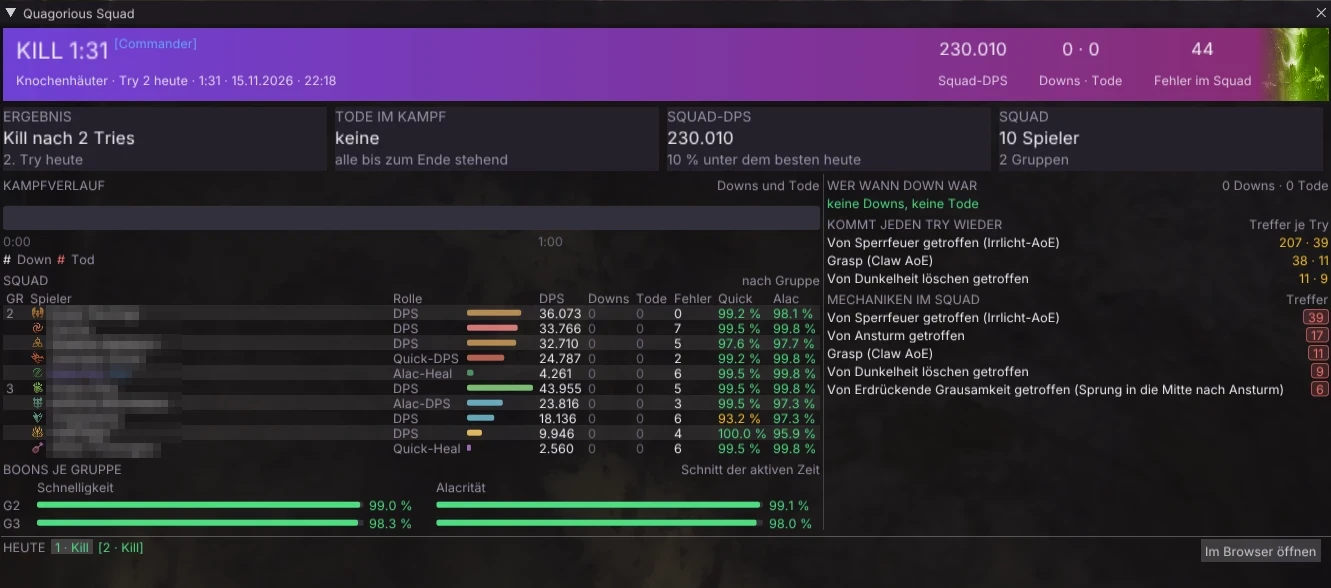 Quagorious Squad
KILL 1:31 [Commander]
Knochenhäuter · Try 2 heute · 1:31 · 15.11.2026 · 22:18
230.010 0 · 0 44
Squad-DPS Downs · Tode Fehler im Squad
ERGEBNIS
Kill nach 2 Tries
2. Try heute
TODE IM KAMPF
keine
alle bis zum Ende stehend
SQUAD-DPS
230.010
10 % unter dem besten heute
SQUAD
10 Spieler
2 Gruppen
KAMPFVERLAUF Downs und Tode
0:00 1:00
# Down # Tod
SQUAD nach Gruppe
GR Spieler Rolle DPS Downs Tode Fehler Quick Alac
2 DPS 36.073 0 0 0 99.2 % 98.1 %
DPS 33.766 0 0 7 99.5 % 99.8 %
DPS 32.710 0 0 5 97.6 % 97.7 %
Quick-DPS 24.787 0 0 2 99.2 % 99.8 %
Alac-Heal 4.261 0 0 6 99.5 % 99.8 %
3 DPS 43.955 0 0 5 99.5 % 99.8 %
Alac-DPS 23.816 0 0 3 99.5 % 97.3 %
DPS 18.136 0 0 6 93.2 % 97.3 %
DPS 9.946 0 0 4 100.0 % 95.9 %
Quick-Heal 2.560 0 0 6 99.5 % 99.8 %
BOONS JE GRUPPE Schnitt der aktiven Zeit
Schnelligkeit Alacrität
G2 99.0 % 99.1 %
G3 98.3 % 98.0 %
WER WANN DOWN WAR 0 Downs · 0 Tode
keine Downs, keine Tode
KOMMT JEDEN TRY WIEDER Treffer je Try
Von Sperrfeuer getroffen (Irrlicht-AoE) 207 · 39
Grasp (Claw AoE) 38 · 11
Von Dunkelheit löschen getroffen 11 · 9
MECHANIKEN IM SQUAD Treffer
Von Sperrfeuer getroffen (Irrlicht-AoE) 39
Von Ansturm getroffen 17
Grasp (Claw AoE) 11
Von Dunkelheit löschen getroffen 9
Von Erdrückende Grausamkeit getroffen (Sprung in die Mitte nach Ansturm) 6
HEUTE 1 · Kill [2 · Kill] Im Browser öffnen